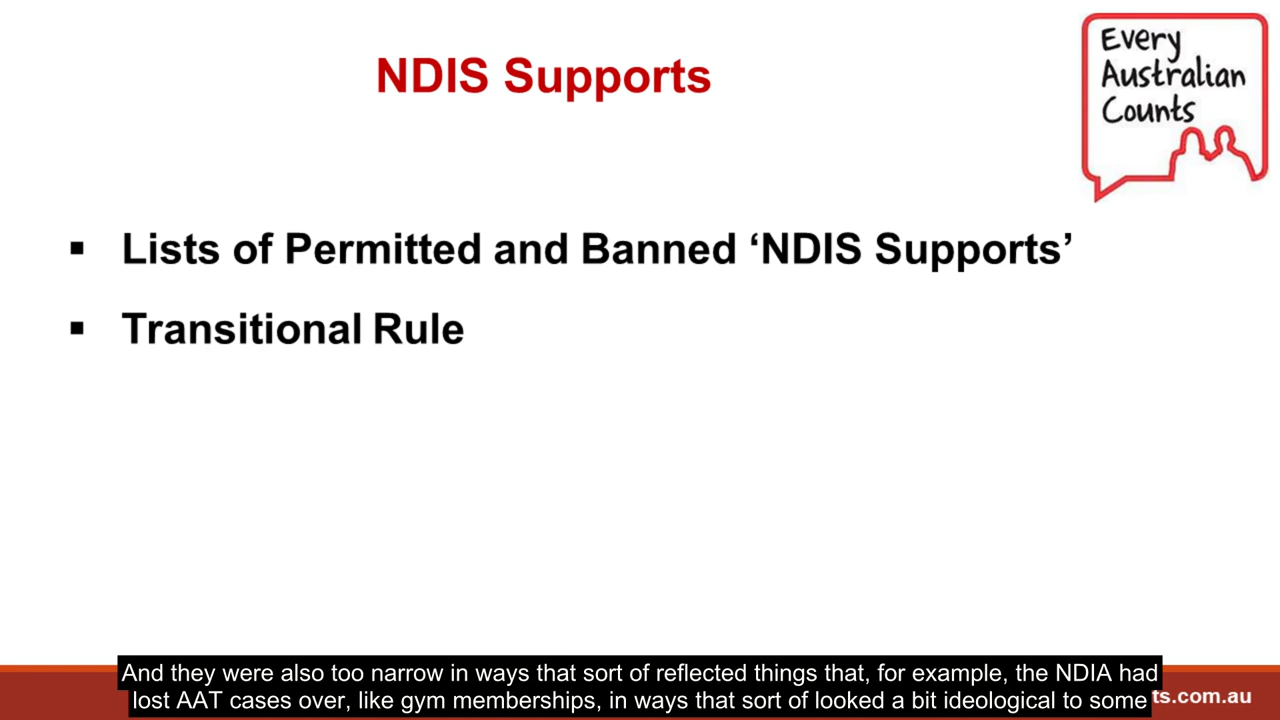 NDIS Supports
Every
Australian
Counts
▪ Lists of Permitted and Banned ‘NDIS Supports’
▪ Transitional Rule
And they were also too narrow in ways that sort of reflected things that, for example, the NDIA had
lost AAT cases over, like gym memberships, in ways that sort of looked a bit ideological to some
ts.com.au